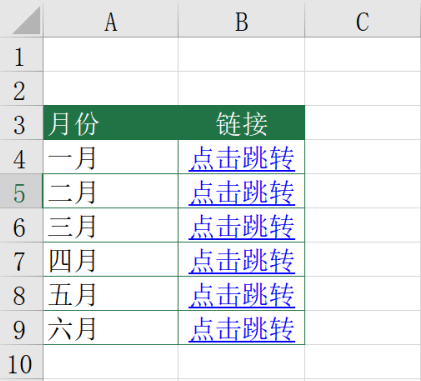 A B C
1
2
3 月份 链接
4 一月 点击跳转
5 二月 点击跳转
6 三月 点击跳转
7 四月 点击跳转
8 五月 点击跳转
9 六月 点击跳转
10